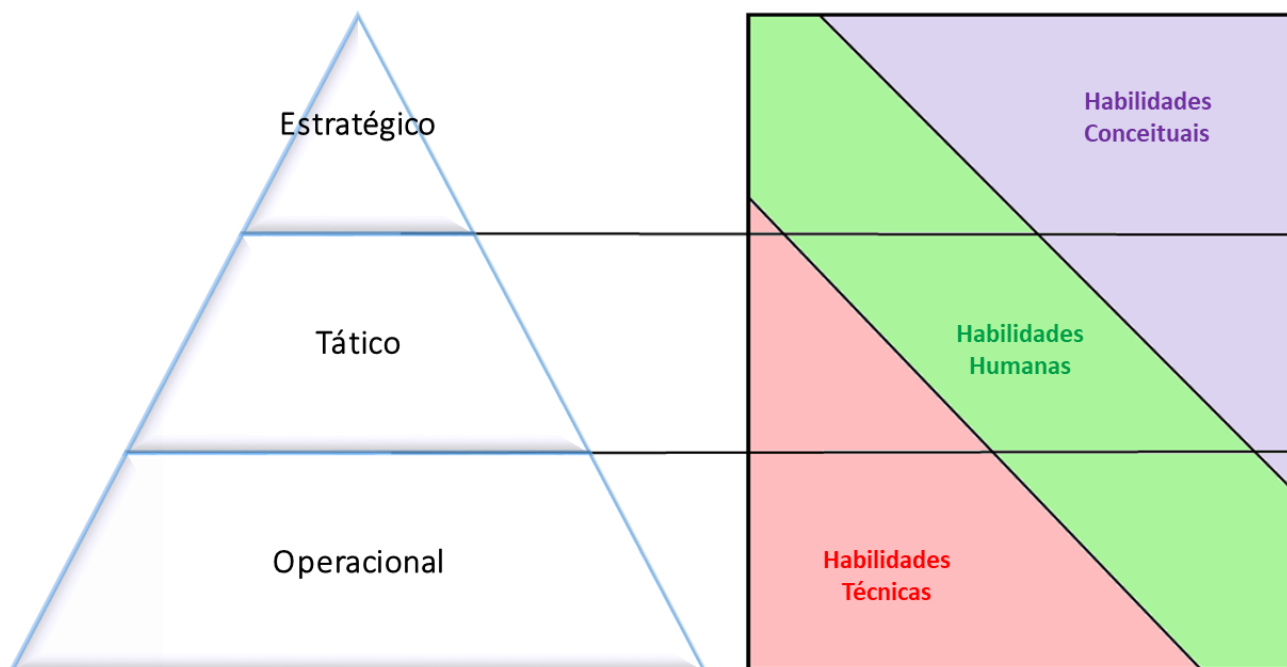 Estratégico
Habilidades
Conceituais
Tático
Habilidades
Humanas
Operacional
Habilidades
Técnicas